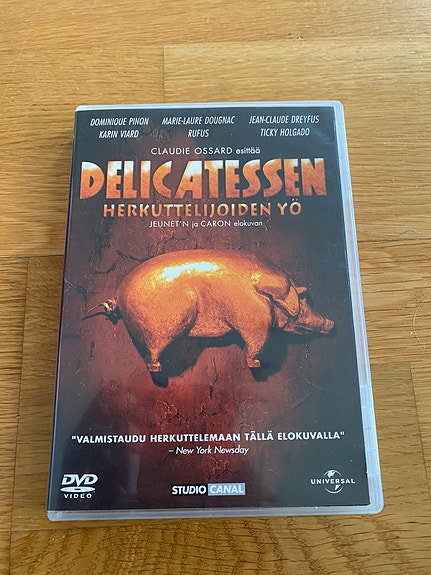 DOMINIQUE PINON MARIE-LAURE DOUGNAC JEAN-CLAUDE DREYFUS
KARIN VIARD RUFUS TICKY HOLGADO
CLAUDIE OSSARD esittää
DELICATESSEN
HERKUTTELIJOIDEN YÖ
JEUNET'N ja CARON elokuvan
"VALMISTAUDU HERKUTTELEMAAN TÄLLÄ ELOKUVALLA"
– New York Newsday
DVD
VIDEO
STUDIO CANAL
UNIVERSAL